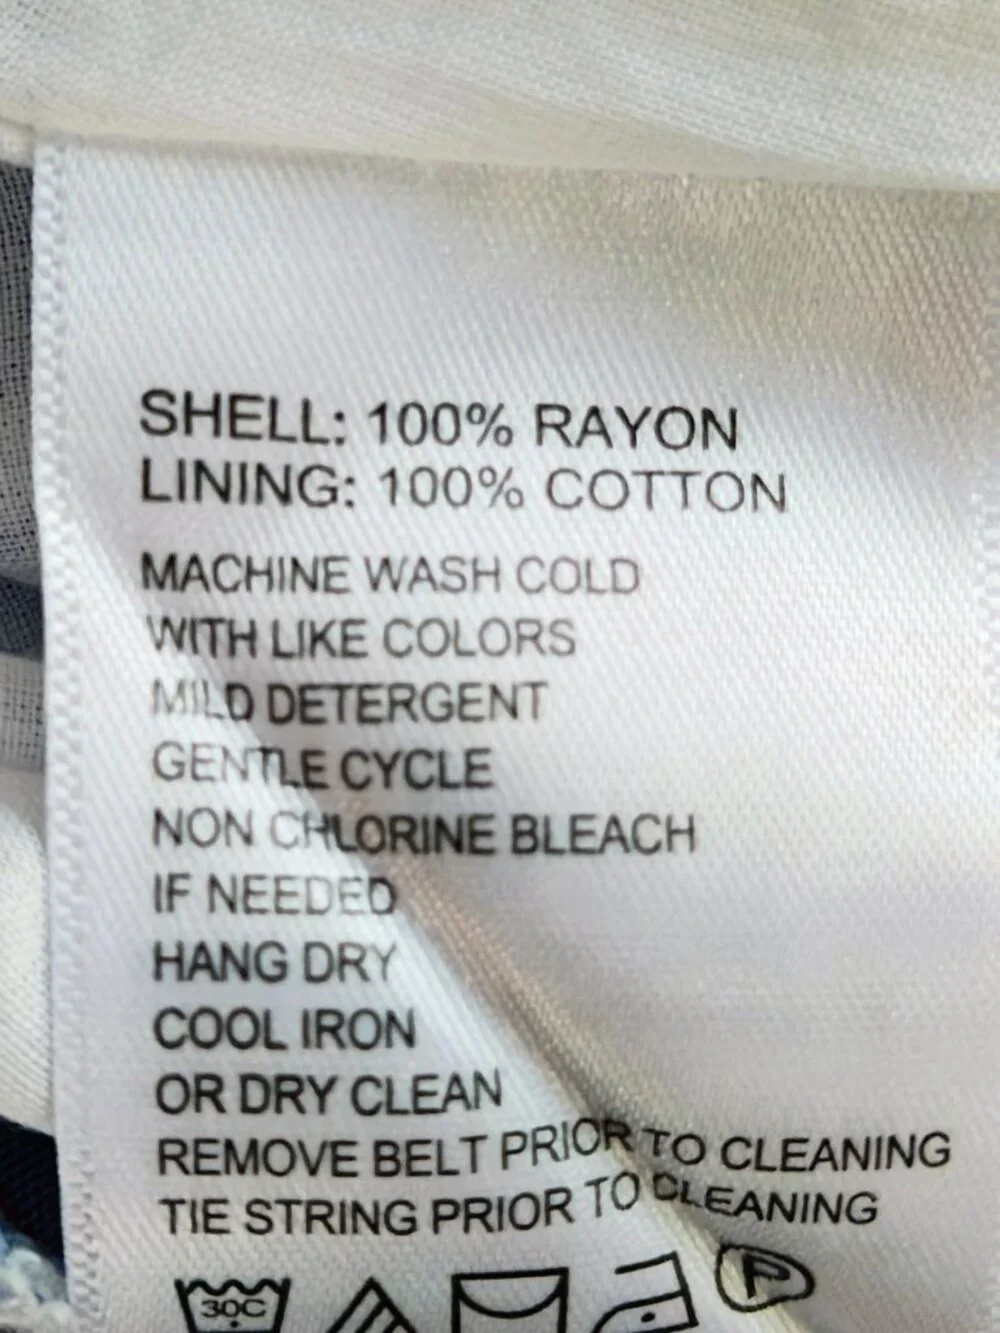 SHELL: 100% RAYON
LINING: 100% COTTON
MACHINE WASH COLD
WITH LIKE COLORS
MILD DETERGENT
GENTLE CYCLE
NON CHLORINE BLEACH
IF NEEDED
HANG DRY
COOL IRON
OR DRY CLEAN
REMOVE BELT PRIOR TO CLEANING
TIE STRING PRIOR TO CLEANING
30C P